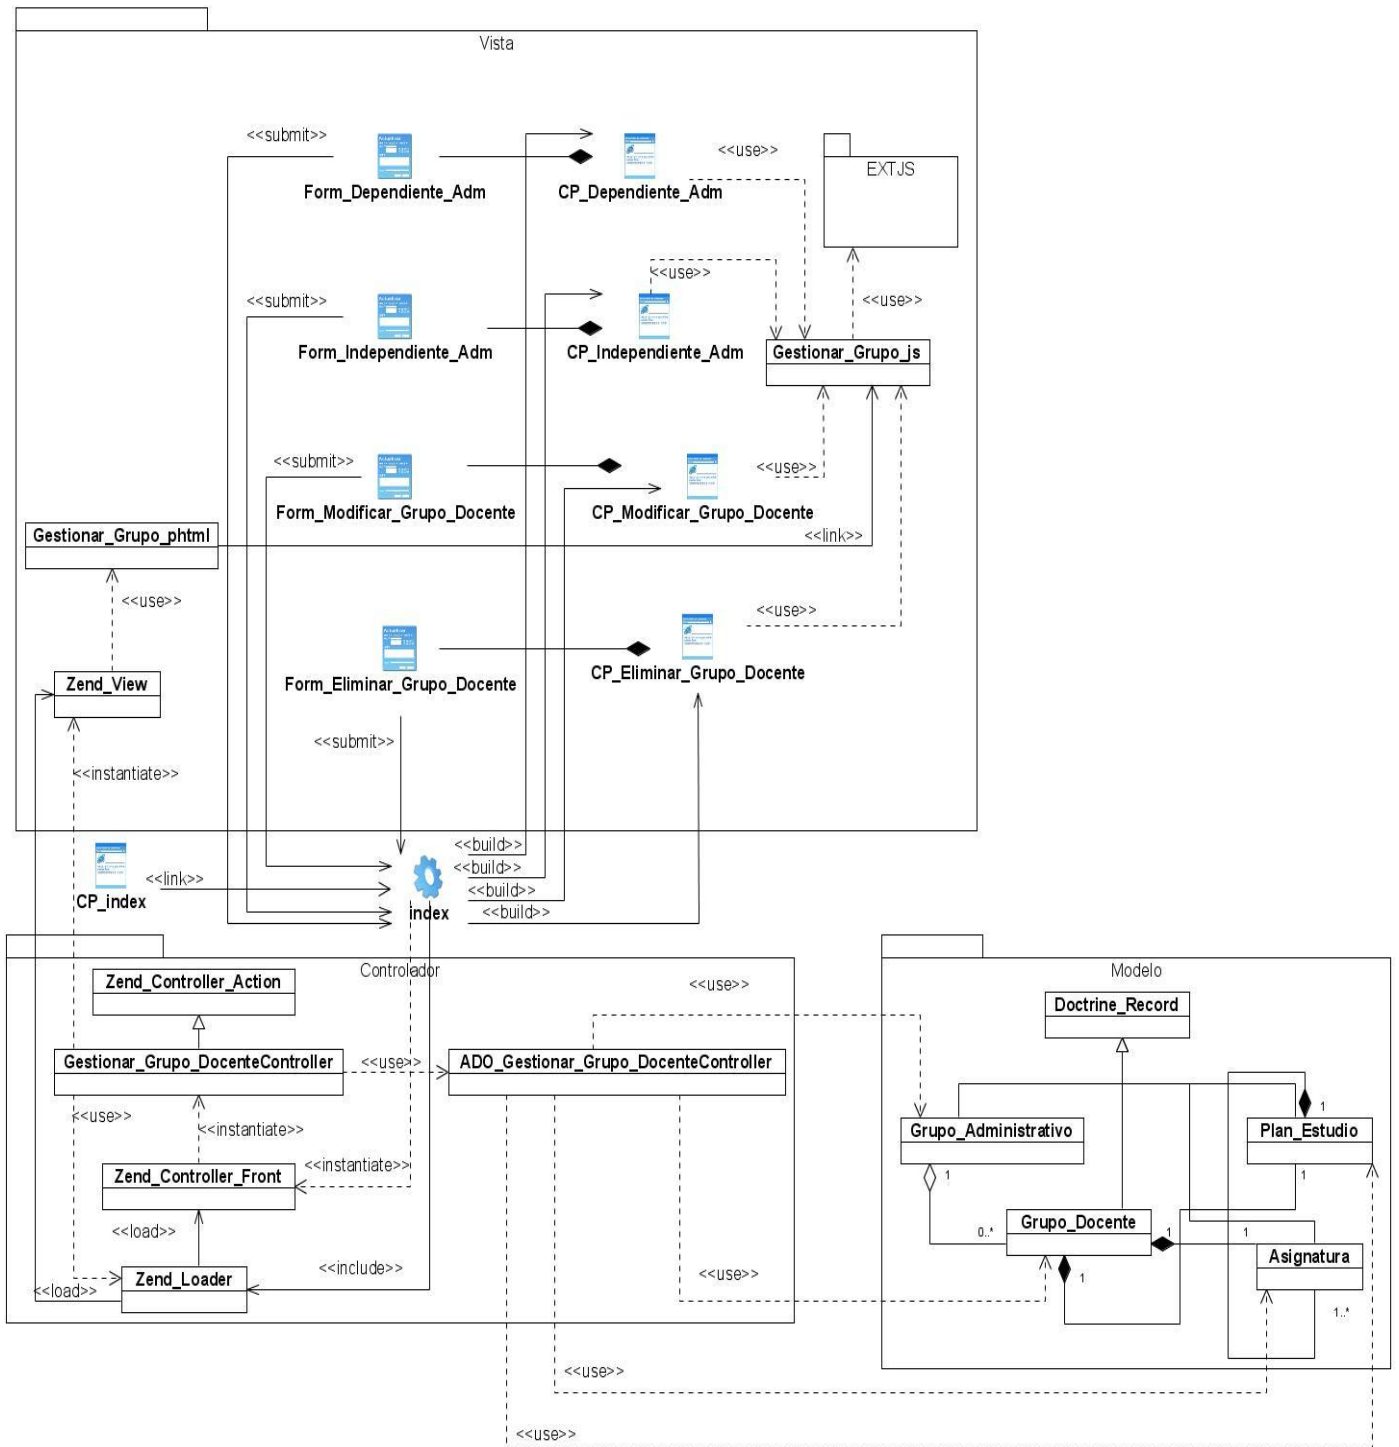 Vista
<<submit>>
<<use>>
EXTJS
Form_Dependiente_Adm
CP_Dependiente_Adm
<<use>>
<<submit>>
<<use>>
Form_Independiente_Adm
CP_Independiente_Adm
Gestionar_Grupo_js
<<submit>>
<<use>>
Form_Modificar_Grupo_Docente
CP_Modificar_Grupo_Docente
Gestionar_Grupo_phtml
<<link>>
<<use>>
<<use>>
Zend_View
Form_Eliminar_Grupo_Docente
CP_Eliminar_Grupo_Docente
<<submit>>
<<instantiate>>
<<build>>
<<build>>
<<link>>
<<build>>
CP_index
index
<<build>>
Controlador
Modelo
Zend_Controller_Action
<<use>>
Doctrine_Record
Gestionar_Grupo_DocenteController
<<use>>
ADO_Gestionar_Grupo_DocenteController
<<use>>
1
<<instantiate>>
Grupo_Administrativo
Plan_Estudio
<<instantiate>>
Zend_Controller_Front
1
1
<<load>>
Grupo_Docente
0..*
1
1
Asignatura
<<include>>
<<use>>
1
Zend_Loader
<<load>>
1..*
<<use>>
<<use>>